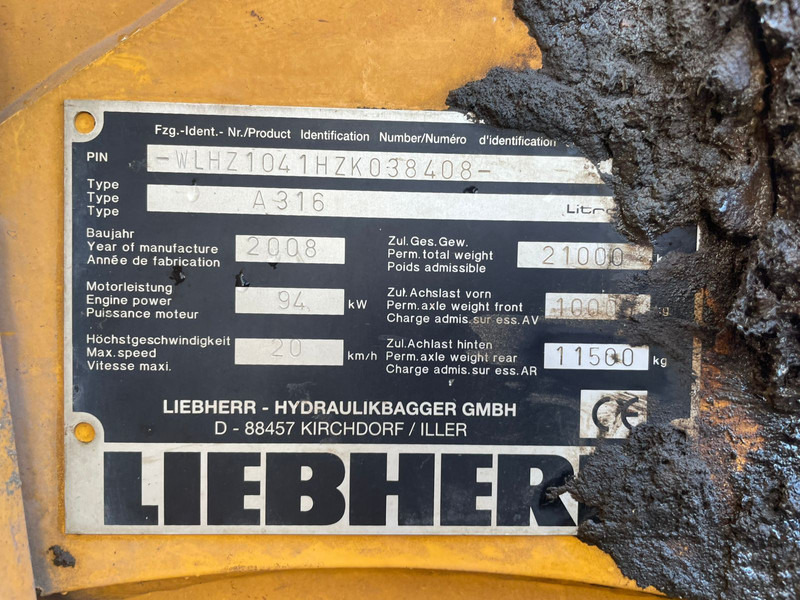 Fzg.-Ident.- Nr./Product Identification Number/Numéro d'identification
PIN -WLHZ1041HZK038408-
Type
Type A316 Litro
Type
Baujahr
Year of manufacture 2008
Année de fabrication
Zul.Ges.Gew.
Perm.total weight 21000 k
Poids admissible
Motorleistung
Engine power 94 kW
Puissance moteur
Zul.Achslast vorn
Perm.axle weight front 1000 kg
Charge admis.sur ess.AV
Höchstgeschwindigkeit
Max.speed 20 km/h
Vitesse maxi.
Zul.Achlast hinten
Perm.axle weight rear 11500 kg
Charge admis.sur ess.AR
LIEBHERR - HYDRAULIKBAGGER GMBH
D - 88457 KIRCHDORF / ILLER
CE
LIEBHER